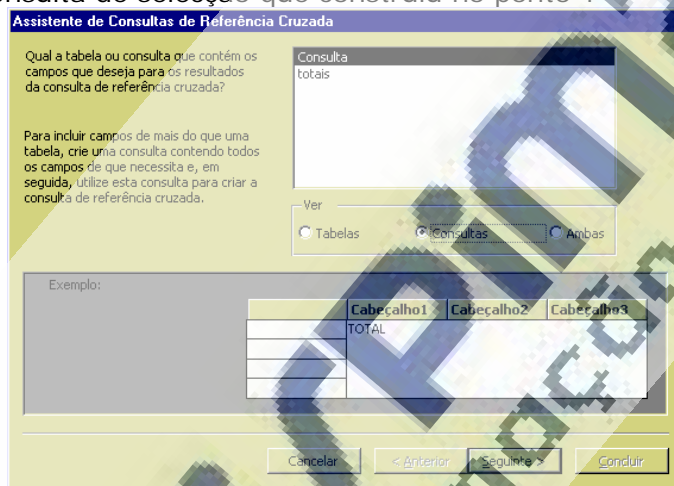 consulta de selecção que construiu no ponto
Assistente de Consultas de Referência Cruzada
Qual a tabela ou consulta que contém os
campos que deseja para os resultados
da consulta de referência cruzada?
Para incluir campos de mais do que uma
tabela, crie uma consulta contendo todos
os campos de que necessita e, em
seguida, utilize esta consulta para criar a
consulta de referência cruzada.
Consulta
totais
Ver
Tabelas Consultas Ambas
Exemplo:
Cabeçalho1 Cabeçalho2 Cabeçalho3
TOTAL
Cancelar < Anterior Seguinte > Concluir